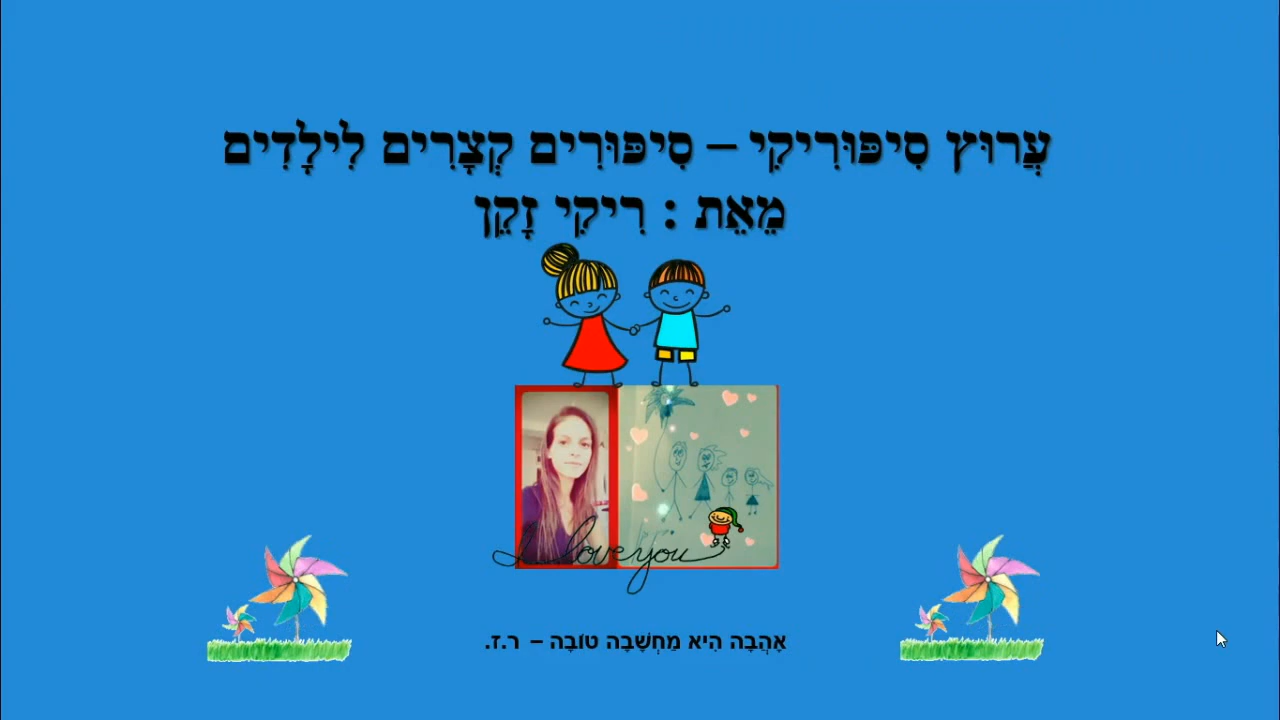 עֲרוּץ סִיפּוּרִיקִי – סִיפּוּרִים קְצָרִים לִילָדִים
מֵאֵת : רִיקִי זָקֵן
I love you
אַהֲבָה הִיא מַחְשָׁבָה טוֹבָה – ר.ז.